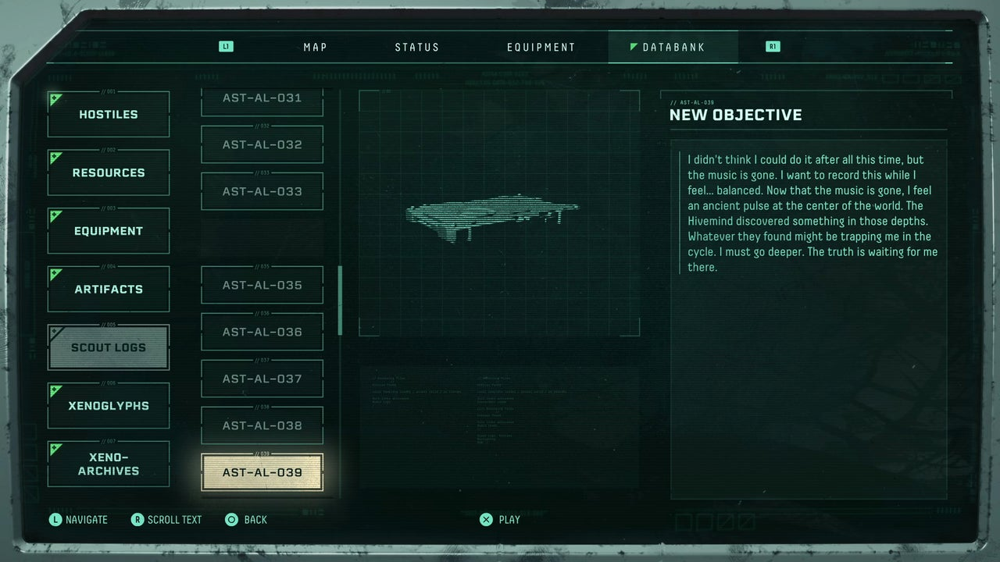 L1
MAP
STATUS
EQUIPMENT
DATABANK
R1
// 001
HOSTILES
// 002
RESOURCES
// 003
EQUIPMENT
// 004
ARTIFACTS
// 005
SCOUT LOGS
// 006
XENOGLYPHS
// 007
XENO-
ARCHIVES
AST-AL-031
// 032
AST-AL-032
// 033
AST-AL-033
// 035
AST-AL-035
// 036
AST-AL-036
// 037
AST-AL-037
// 038
AST-AL-038
// 039
AST-AL-039
// AST-AL-039
NEW OBJECTIVE
I didn't think I could do it after all this time, but
the music is gone. I want to record this while I
feel... balanced. Now that the music is gone, I feel
an ancient pulse at the center of the world. The
Hivemind discovered something in those depths.
Whatever they found might be trapping me in the
cycle. I must go deeper. The truth is waiting for me
there.
L NAVIGATE
R SCROLL TEXT
BACK
PLAY